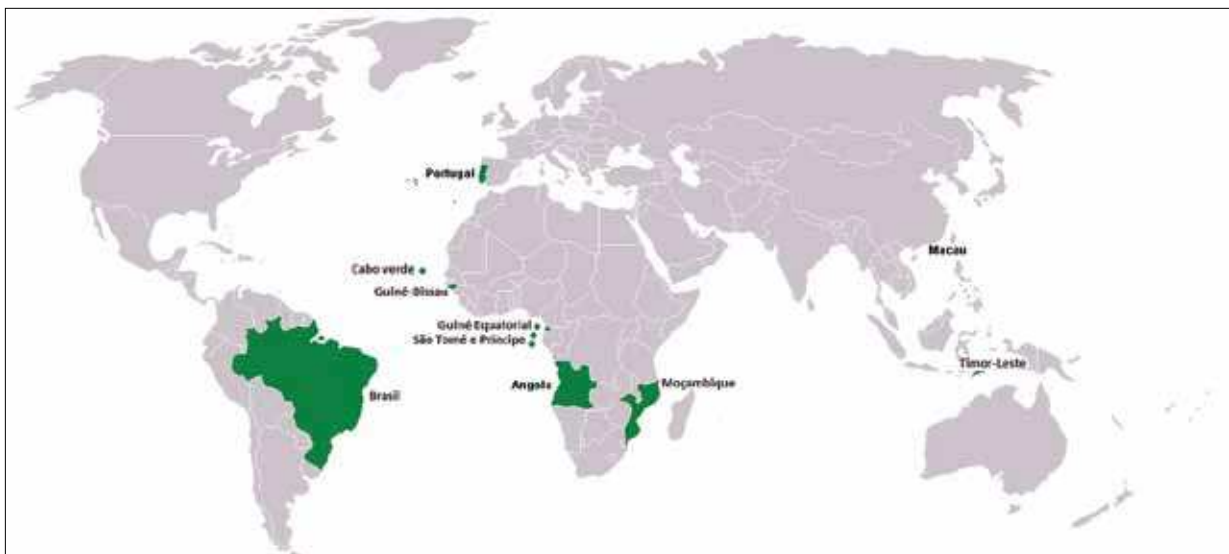 Portugal
Macau
Cabo verde
Guiné-Bissau
Guiné Equatorial
São Tomé e Príncipe
Timor-Leste
Angola
Moçambique
Brasil